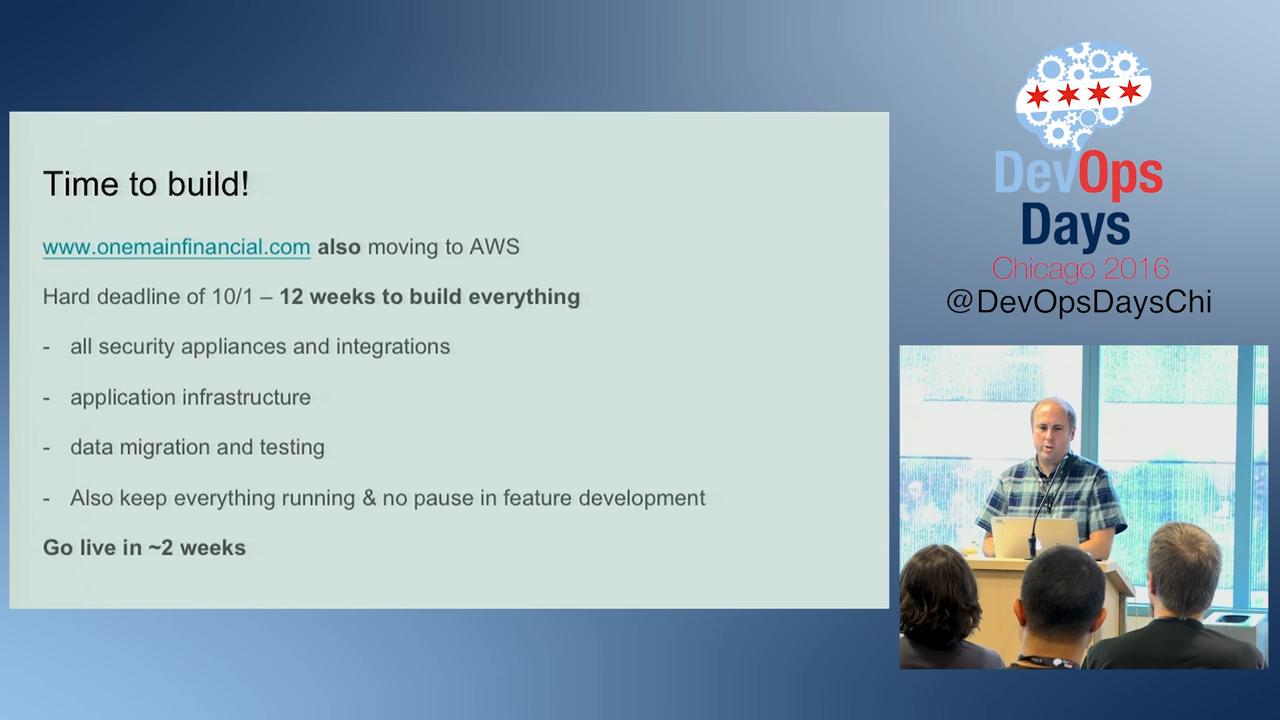 Time to build!
www.onemainfinancial.com also moving to AWS
Hard deadline of 10/1 – 12 weeks to build everything
- all security appliances and integrations
- application infrastructure
- data migration and testing
- Also keep everything running & no pause in feature development
Go live in ~2 weeks
DevOps
Days
Chicago 2016
@DevOpsDaysChi